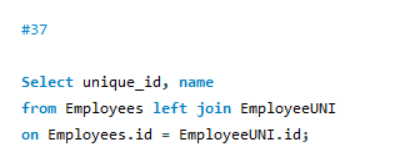 #37
Select unique_id, name
from Employees left join EmployeeUNI
on Employees.id = EmployeeUNI.id;